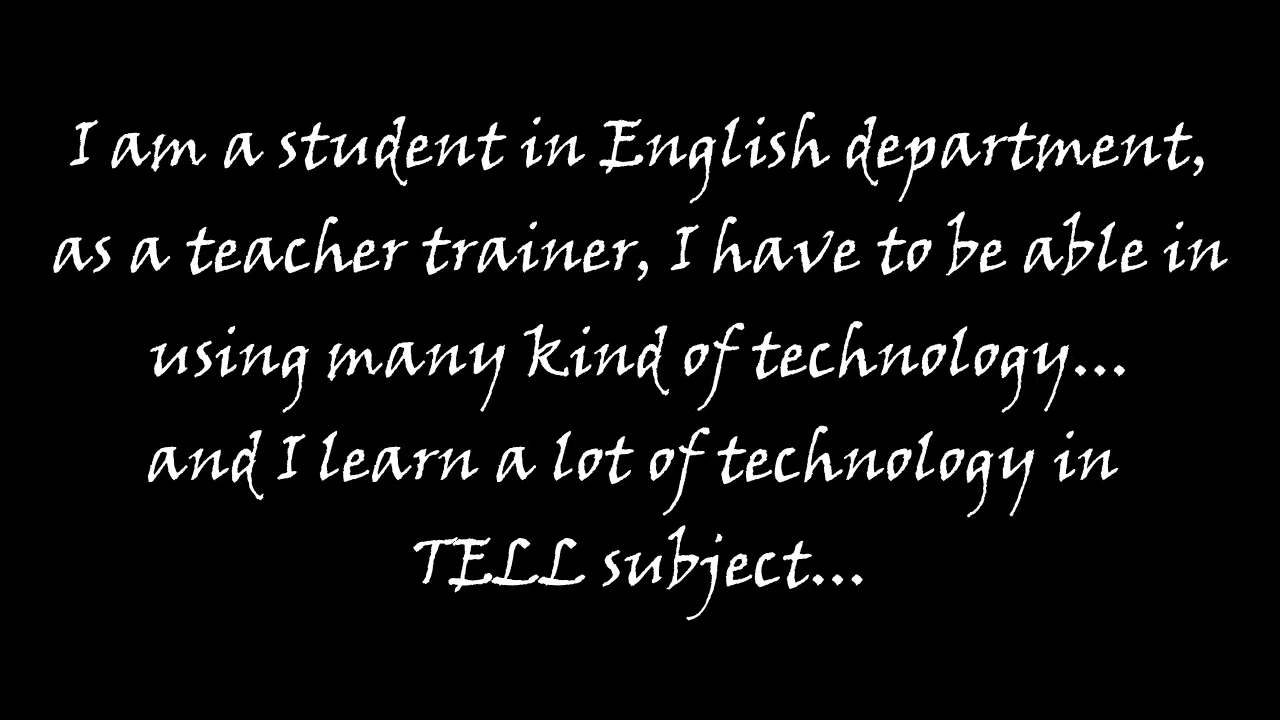 I am a student in English department,
as a teacher trainer, I have to be able in
using many kind of technology...
and I learn a lot of technology in
TELL subject...